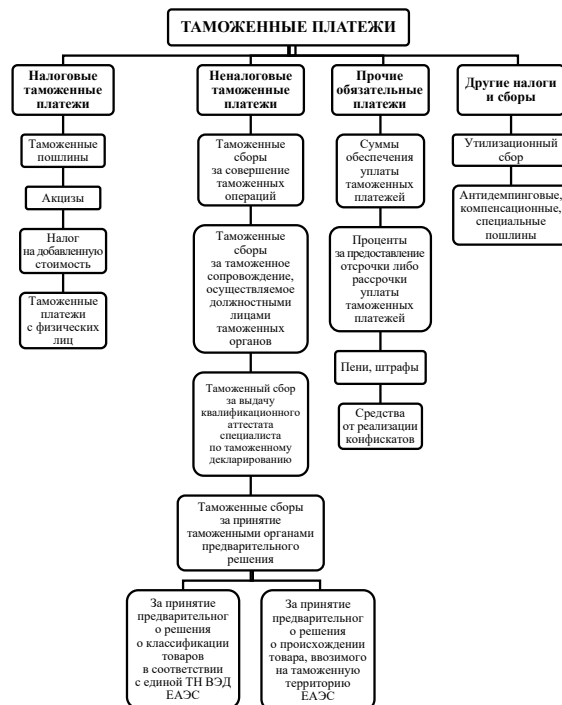 ТАМОЖЕННЫЕ ПЛАТЕЖИ
Налоговые
таможенные
платежи
Таможенные
пошлины
Акцизы
Налог
на добавленную
стоимость
Таможенные
платежи
с физических
лиц
Неналоговые
таможенные
платежи
Таможенные
сборы
за совершение
таможенных
операций
Таможенные
сборы
за таможенное
сопровождение,
осуществляемое
должностными
лицами
таможенных
органов
Таможенный сбор
за выдачу
квалификационного
аттестата
специалиста
по таможенному
декларированию
Таможенные сборы
за принятие
таможенными органами
предварительного
решения
За принятие
предварительног
о решения
о классификации
товаров
в соответствии
с единой ТН ВЭД
ЕАЭС
За принятие
предварительног
о решения
о происхождении
товара, ввозимого
на таможенную
территорию
ЕАЭС
Прочие
обязательные
платежи
Суммы
обеспечения
уплаты
таможенных
платежей
Проценты
за предоставление
отсрочки либо
рассрочки
уплаты
таможенных
платежей
Пени, штрафы
Средства
от реализации
конфискатов
Другие налоги
и сборы
Утилизационный
сбор
Антидемпинговые,
компенсационные,
специальные
пошлины